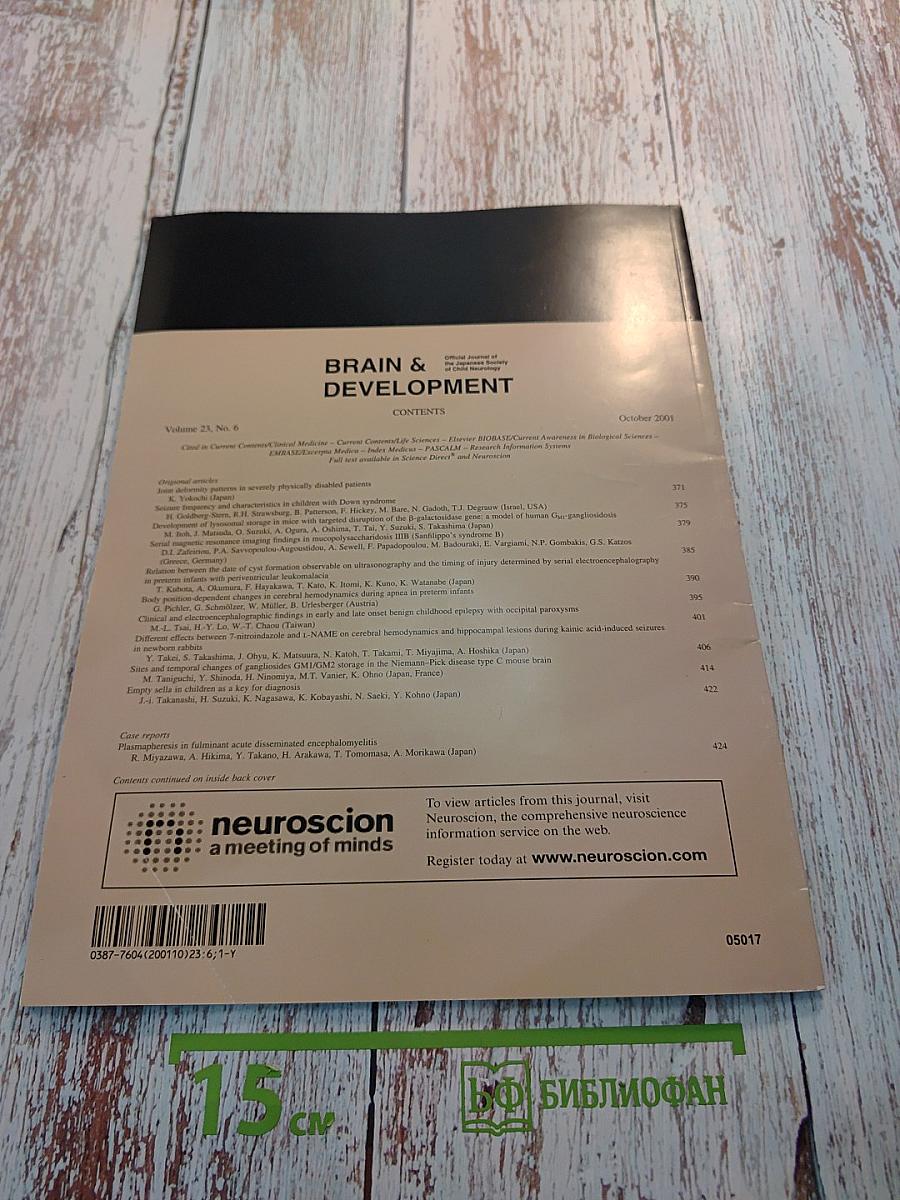 BRAIN &
DEVELOPMENT
Official Journal of
the Japanese Society
of Child Neurology
CONTENTS
Volume 23, No. 6
October 2001
Cited in Current Contents/Clinical Medicine – Current Contents/Life Sciences – Elsevier BIOBASE/Current Awareness in Biological Sciences –
EMBASE/Excerpta Medica – Index Medicus – PASCALM – Research Information Systems
Full text available in Science Direct® and Neuroscion
Original articles
Joint deformity patterns in severely physically disabled patients
K. Yokochi (Japan) 371
Seizure frequency and characteristics in children with Down syndrome
H. Goldberg-Stern, R.H. Strawsburg, B. Patterson, F. Hickey, M. Bare, N. Gadoth, T.J. Degrauw (Israel, USA) 375
Development of lysosomal storage in mice with targeted disruption of the β-galactosidase gene: a model of human GM1-gangliosidosis
M. Itoh, J. Matsuda, O. Suzuki, A. Ogura, A. Oshima, T. Tai, Y. Suzuki, S. Takashima (Japan) 379
Serial magnetic resonance imaging findings in mucopolysaccharidosis IIIB (Sanfilippo's syndrome B)
D.I. Zafeiriou, P.A. Savvopoulou-Augoustidou, A. Sewell, F. Papadopoulou, M. Badouraki, E. Vargiami, N.P. Gombakis, G.S. Katzos
(Greece, Germany) 385
Relation between the date of cyst formation observable on ultrasonography and the timing of injury determined by serial electroencephalography
in preterm infants with periventricular leukomalacia
T. Kubota, A. Okumura, F. Hayakawa, T. Kato, K. Itomi, K. Kuno, K. Watanabe (Japan) 390
Body position-dependent changes in cerebral hemodynamics during apnea in preterm infants
G. Pichler, G. Schmölzer, W. Müller, B. Urlesberger (Austria) 395
Clinical and electroencephalographic findings in early and late onset benign childhood epilepsy with occipital paroxysms
M.-L. Tsai, H.-Y. Lo, W.-T. Chaou (Taiwan) 401
Different effects between 7-nitroindazole and L-NAME on cerebral hemodynamics and hippocampal lesions during kainic acid-induced seizures
in newborn rabbits
Y. Takei, S. Takashima, J. Ohyu, K. Matsuura, N. Katoh, T. Takami, T. Miyajima, A. Hoshika (Japan) 406
Sites and temporal changes of gangliosides GM1/GM2 storage in the Niemann–Pick disease type C mouse brain
M. Taniguchi, Y. Shinoda, H. Ninomiya, M.T. Vanier, K. Ohno (Japan, France) 414
Empty sella in children as a key for diagnosis
J.-i. Takanashi, H. Suzuki, K. Nagasawa, K. Kobayashi, N. Saeki, Y. Kohno (Japan) 422
Case reports
Plasmapheresis in fulminant acute disseminated encephalomyelitis
R. Miyazawa, A. Hikima, Y. Takano, H. Arakawa, T. Tomomasa, A. Morikawa (Japan) 424
Contents continued on inside back cover
neuroscion
a meeting of minds
To view articles from this journal, visit
Neuroscion, the comprehensive neuroscience
information service on the web.
Register today at www.neuroscion.com
0387-7604(200110)23:6;1-Y
05017
15 см
БФ БИБЛИОФАН